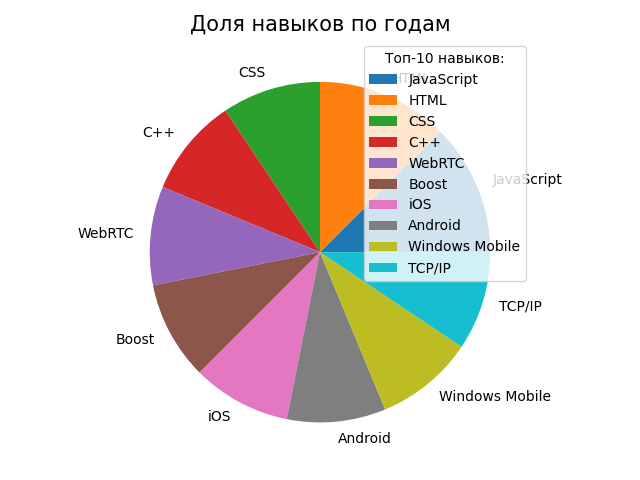 Доля навыков по годам
Топ-10 навыков:
JavaScript
HTML
CSS
C++
WebRTC
Boost
iOS
Android
Windows Mobile
TCP/IP
JavaScript
HTML
CSS
C++
WebRTC
Boost
iOS
Android
Windows Mobile
TCP/IP